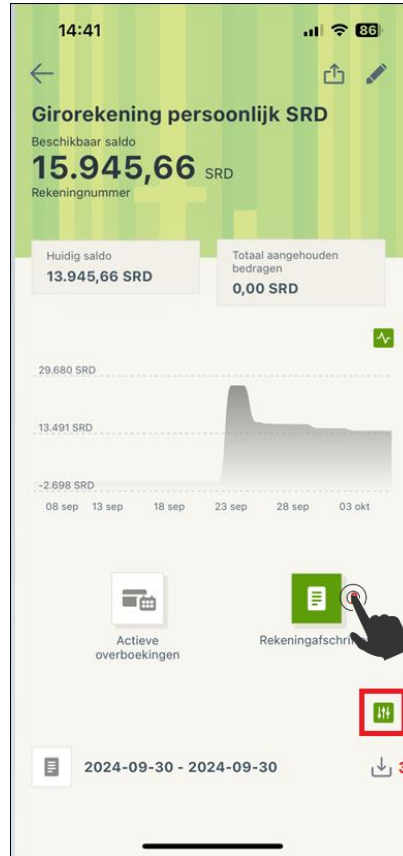 14:41
86
Girorekening persoonlijk SRD
Beschikbaar saldo
15.945,66 SRD
Rekeningnummer
Huidig saldo
13.945,66 SRD
Totaal aangehouden
bedragen
0,00 SRD
29.680 SRD
13.491 SRD
-2.698 SRD
08 sep 13 sep 18 sep 23 sep 28 sep 03 okt
Actieve
overboekingen
2024-09-30 - 2024-09-30